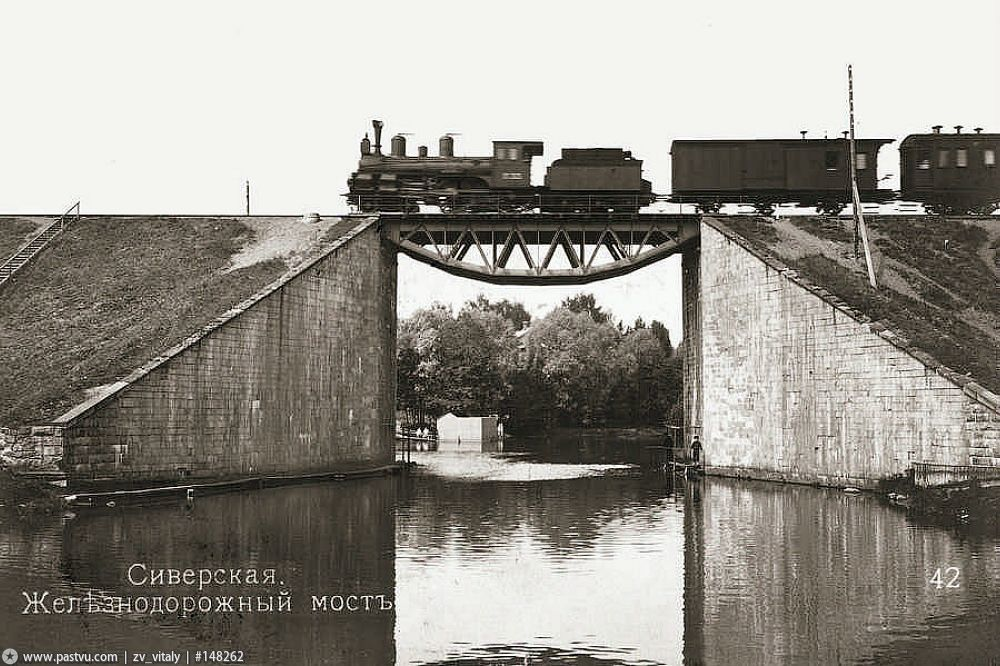 Сиверская.
Желѣзнодорожный мостъ
42
www.pastvu.com | zv_vitaly | #148262